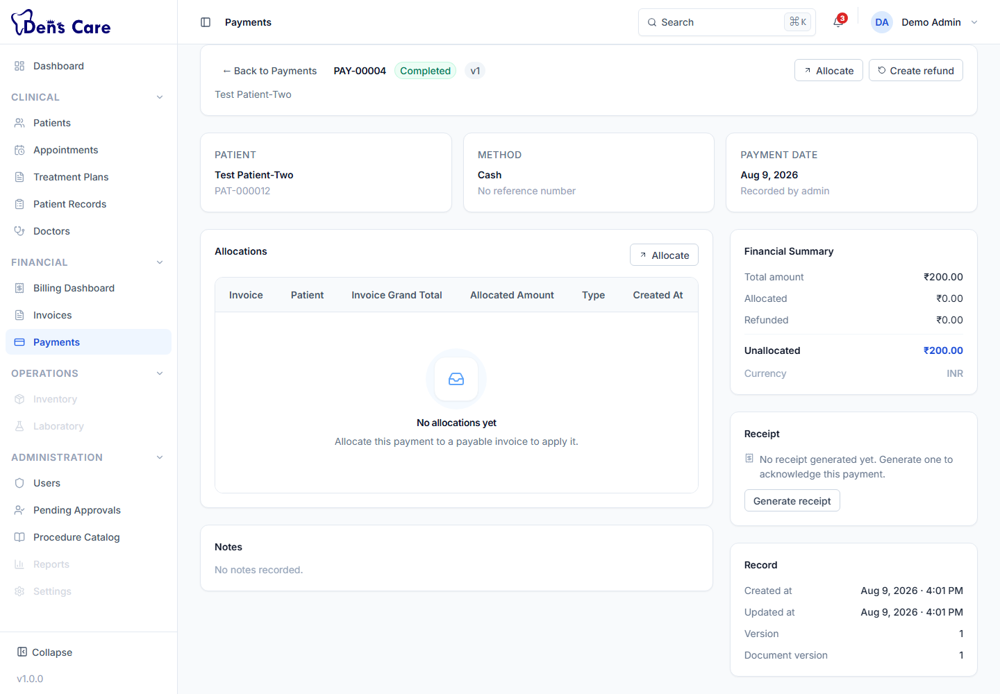 Den's Care
Payments
Search
⌘K
3
DA
Demo Admin
Dashboard
CLINICAL
Patients
Appointments
Treatment Plans
Patient Records
Doctors
FINANCIAL
Billing Dashboard
Invoices
Payments
OPERATIONS
Inventory
Laboratory
ADMINISTRATION
Users
Pending Approvals
Procedure Catalog
Reports
Settings
Collapse
v1.0.0
← Back to Payments PAY-00004 Completed v1
Allocate
Create refund
Test Patient-Two
PATIENT
Test Patient-Two
PAT-000012
METHOD
Cash
No reference number
PAYMENT DATE
Aug 9, 2026
Recorded by admin
Allocations
Allocate
Invoice Patient Invoice Grand Total Allocated Amount Type Created At
No allocations yet
Allocate this payment to a payable invoice to apply it.
Notes
No notes recorded.
Financial Summary
Total amount ₹200.00
Allocated ₹0.00
Refunded ₹0.00
Unallocated ₹200.00
Currency INR
Receipt
No receipt generated yet. Generate one to
acknowledge this payment.
Generate receipt
Record
Created at Aug 9, 2026 · 4:01 PM
Updated at Aug 9, 2026 · 4:01 PM
Version 1
Document version 1